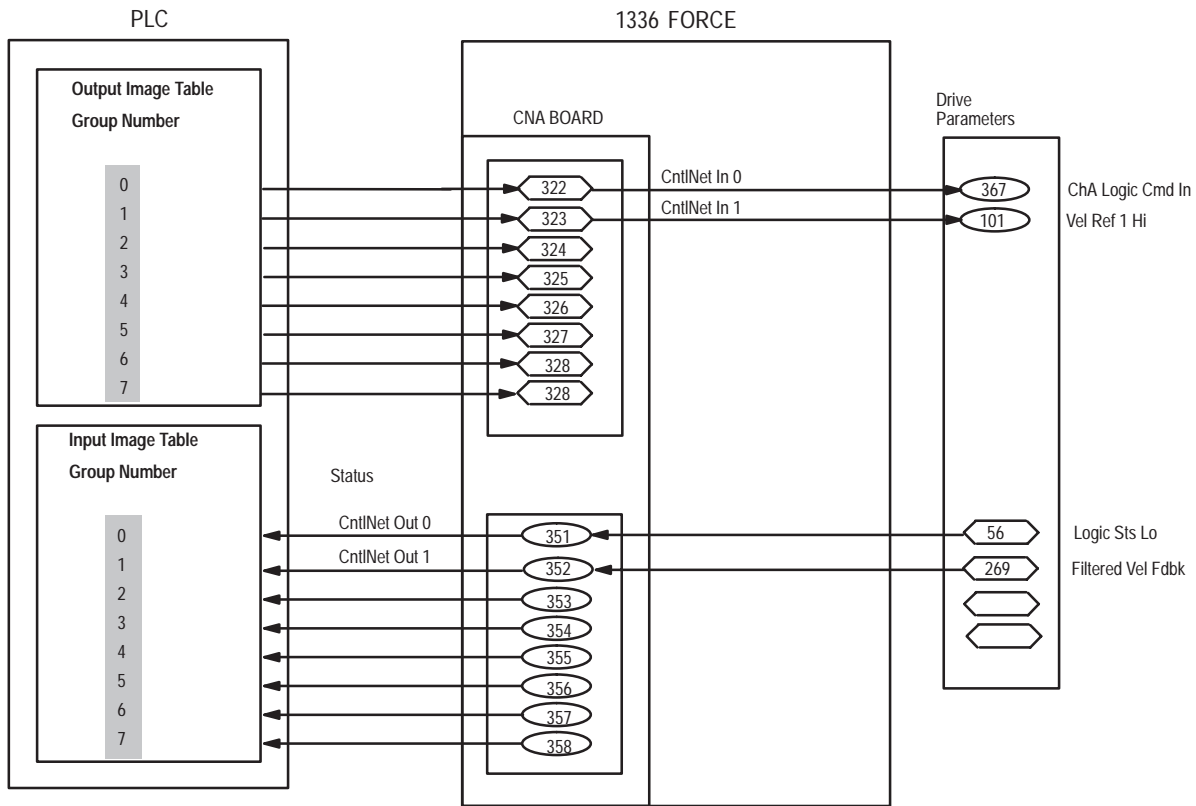 PLC
1336 FORCE
Output Image Table
Group Number
0
1
2
3
4
5
6
7
CNA BOARD
322
323
324
325
326
327
328
328
CntlNet In 0
CntlNet In 1
Drive
Parameters
367
ChA Logic Cmd In
101
Vel Ref 1 Hi
Input Image Table
Group Number
0
1
2
3
4
5
6
7
Status
CntlNet Out 0
CntlNet Out 1
351
352
353
354
355
356
357
358
56
Logic Sts Lo
269
Filtered Vel Fdbk